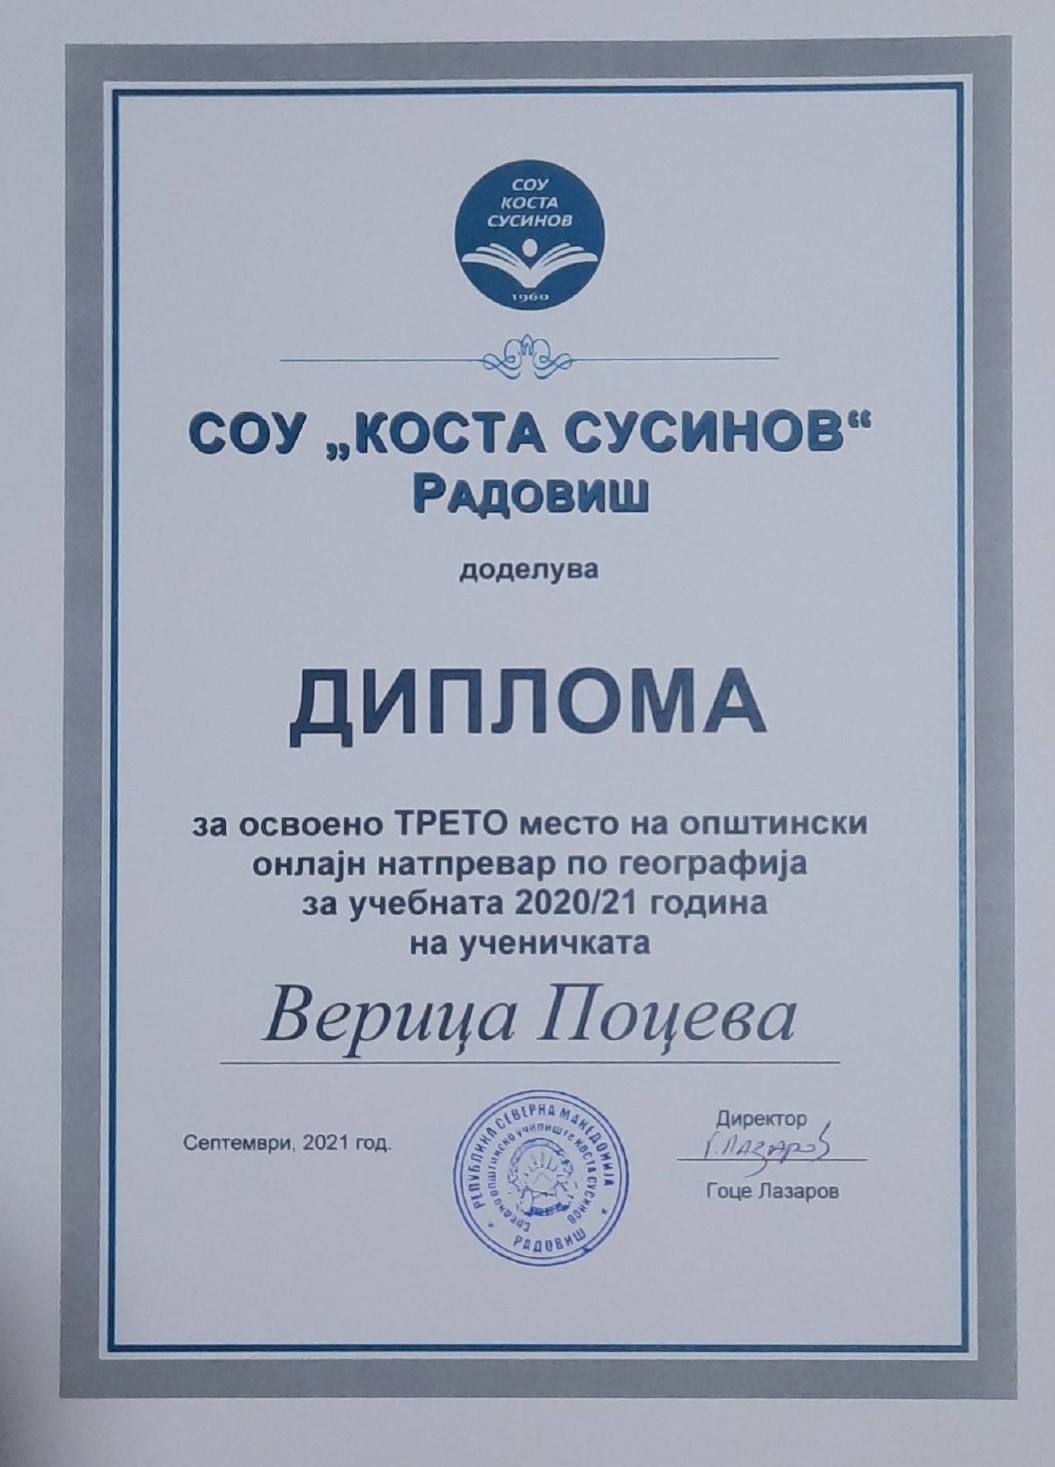 СОУ
КОСТА
СУСИНОВ
1960
СОУ „КОСТА СУСИНОВ“
РАДОВИШ
доделува
ДИПЛОМА
за освоено ТРЕТО место на општински
онлајн натпревар по географија
за учебната 2020/21 година
на ученичката
Верица Поцева
Септември, 2021 год.
РЕПУБЛИКА СЕВЕРНА МАКЕДОНИЈА
СРЕДНО ОПШТИНСКО УЧИЛИШТЕ КОСТА СУСИНОВ
РАДОВИШ
Директор
Г. Лазаров
Гоце Лазаров